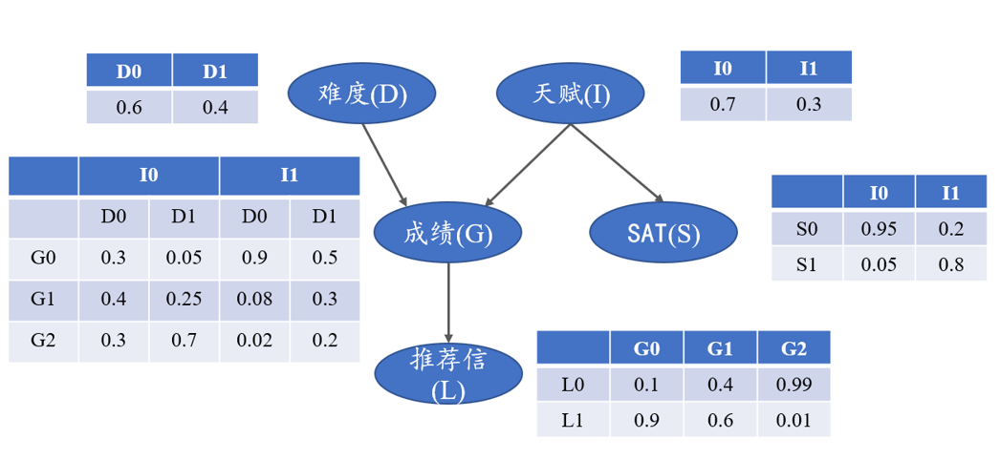 D0 D1
0.6 0.4
难度(D)
天赋(I)
I0 I1
0.7 0.3
I0 I1
D0 D1 D0 D1
G0 0.3 0.05 0.9 0.5
G1 0.4 0.25 0.08 0.3
G2 0.3 0.7 0.02 0.2
成绩(G)
SAT(S)
I0 I1
S0 0.95 0.2
S1 0.05 0.8
推荐信
(L)
G0 G1 G2
L0 0.1 0.4 0.99
L1 0.9 0.6 0.01